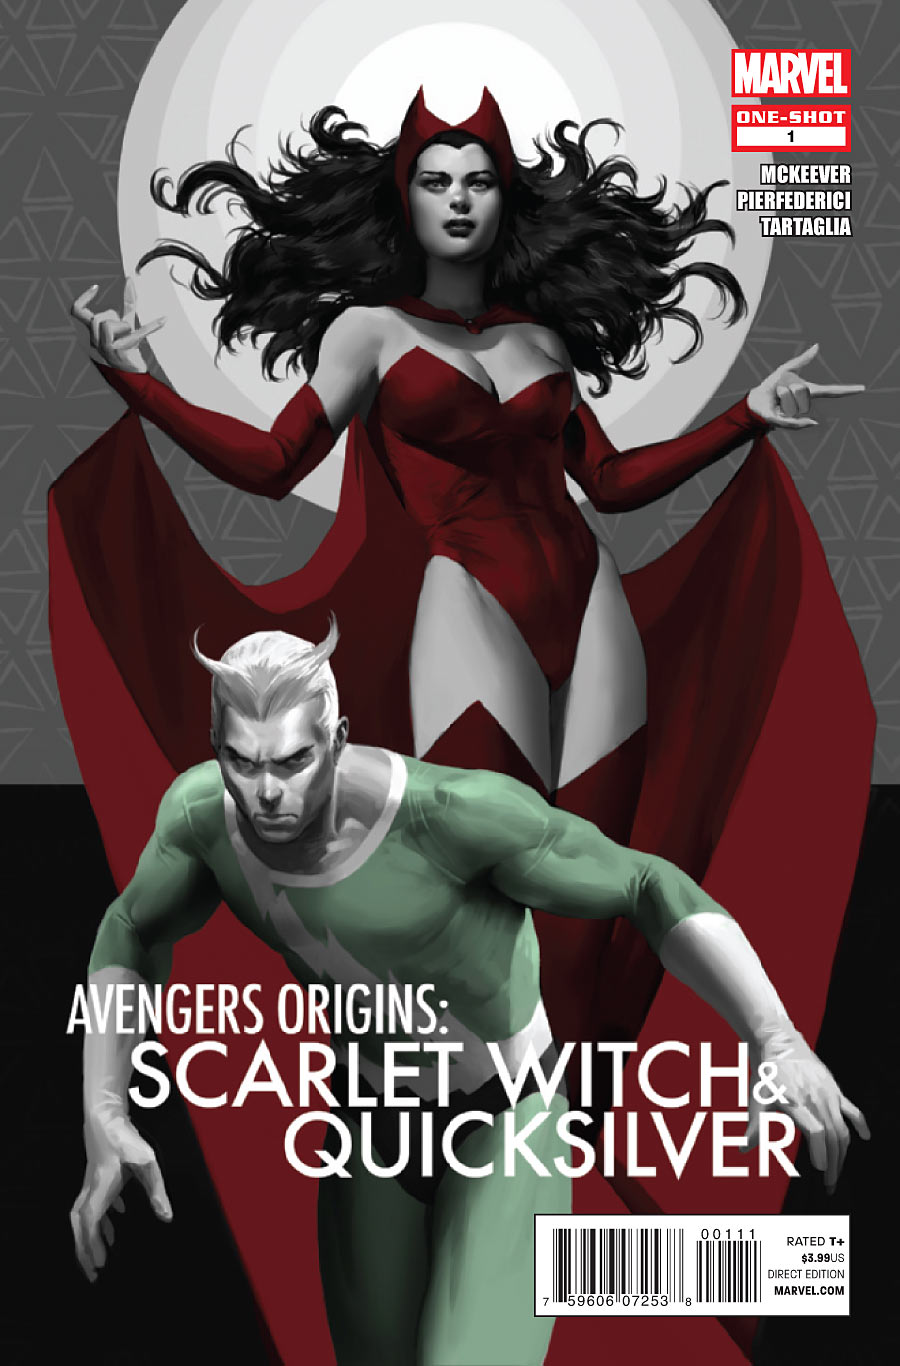 MARVEL
ONE-SHOT
1
MCKEEVER
PIERFEDERICI
TARTAGLIA
AVENGERS ORIGINS:
SCARLET WITCH &
QUICKSILVER
00111
7 59606 07253 8
RATED T+
$3.99US
DIRECT EDITION
MARVEL.COM